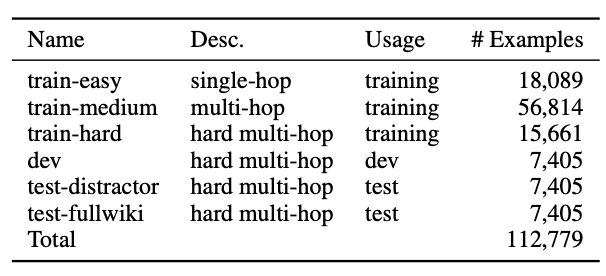 Name Desc. Usage # Examples
train-easy single-hop training 18,089
train-medium multi-hop training 56,814
train-hard hard multi-hop training 15,661
dev hard multi-hop dev 7,405
test-distractor hard multi-hop test 7,405
test-fullwiki hard multi-hop test 7,405
Total 112,779